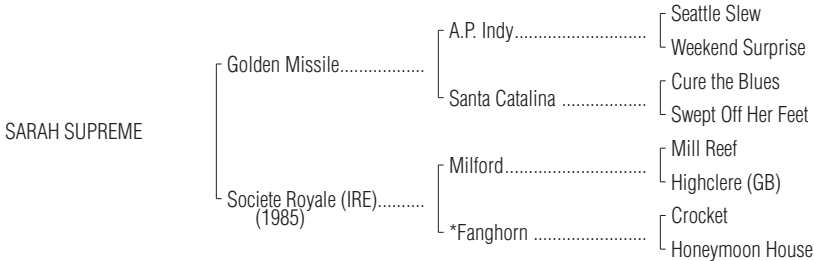 Seattle Slew
A.P. Indy..............................
Weekend Surprise
Golden Missile...................
Cure the Blues
Santa Catalina ...................
Swept Off Her Feet
SARAH SUPREME
Mill Reef
Milford................................
Highclere (GB)
Societe Royale (IRE)..........
(1985)
Crocket
*Fanghorn .........................
Honeymoon House